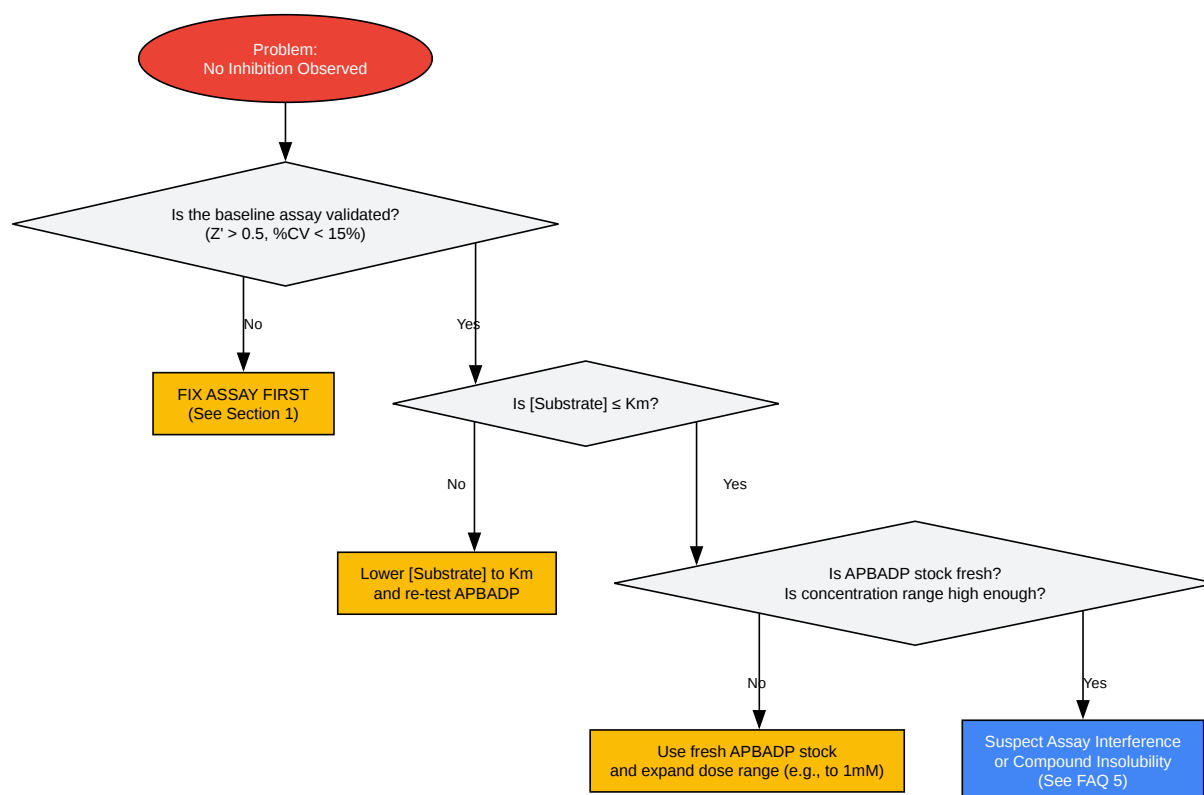 Problem:
No Inhibition Observed
Is the baseline assay validated?
(Z' > 0.5, %CV < 15%)
No
Yes
FIX ASSAY FIRST
(See Section 1)
Is [Substrate] ≤ Km?
No
Yes
Lower [Substrate] to Km
and re-test APBADP
Is APBADP stock fresh?
Is concentration range high enough?
No
Yes
Use fresh APBADP stock
and expand dose range (e.g., to 1mM)
Suspect Assay Interference
or Compound Insolubility
(See FAQ 5)